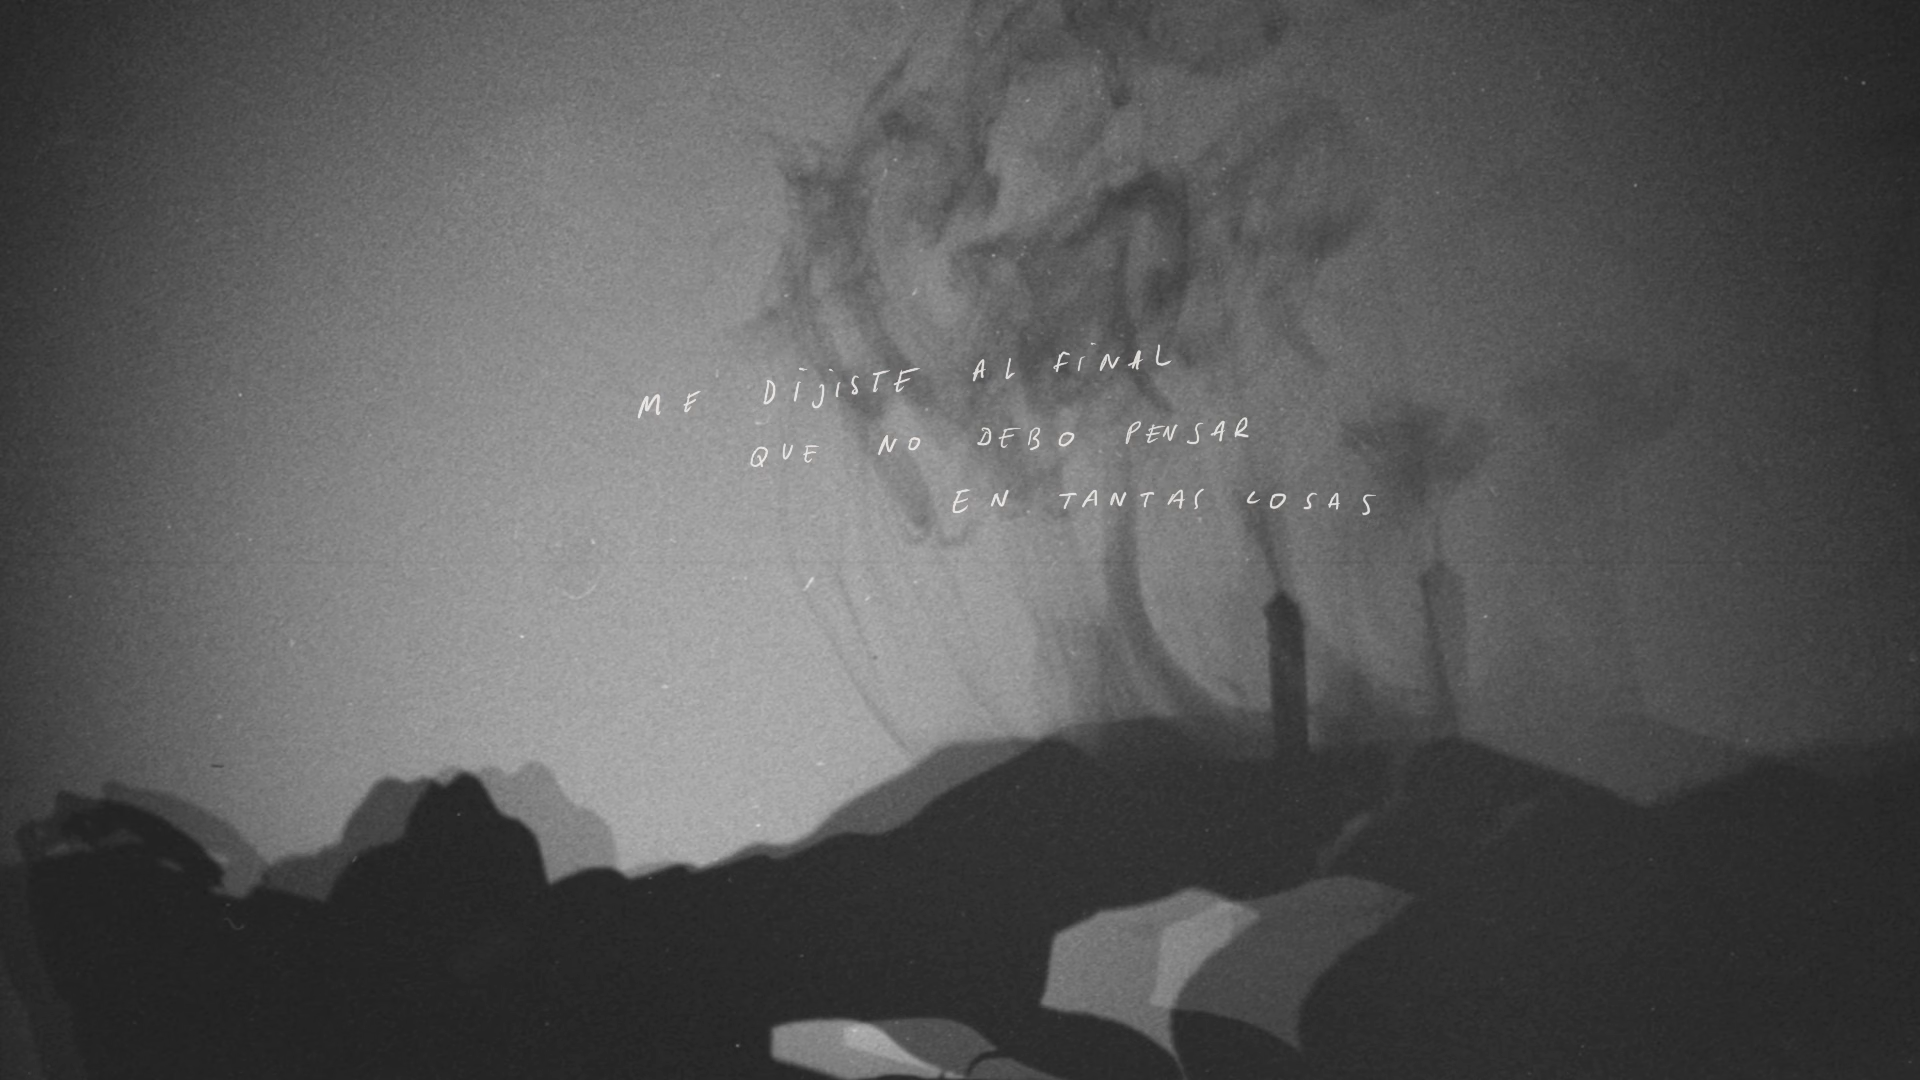 ME DijiSTE AL FiNAL
QUE NO DEBO PENSAR
EN TANTAS COSAS